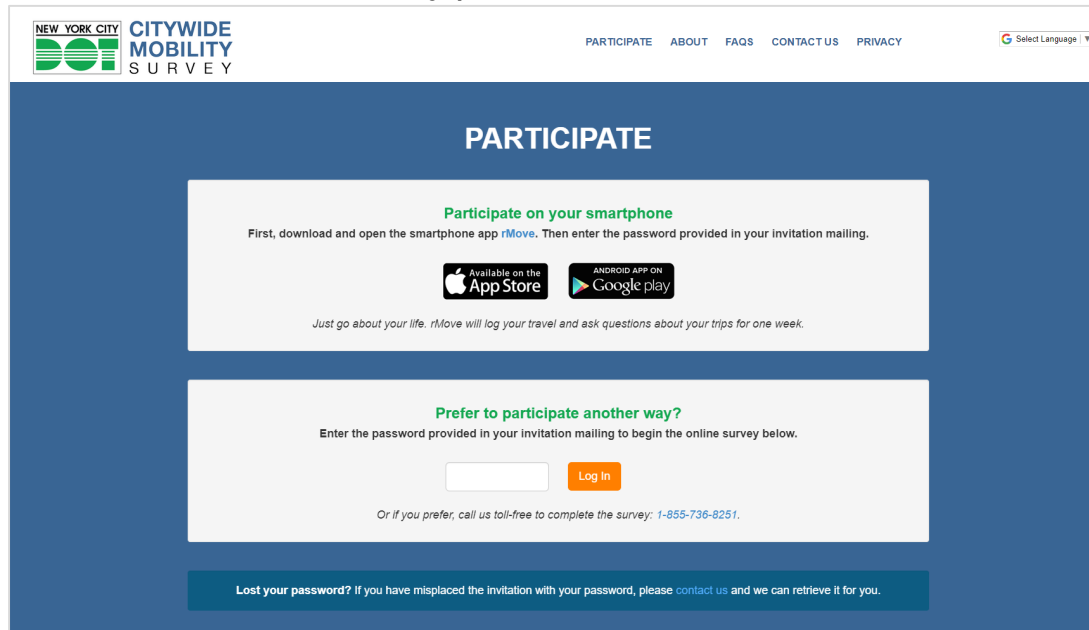 NEW YORK CITY
DOT
CITYWIDE
MOBILITY
SURVEY
PARTICIPATE ABOUT FAQS CONTACT US PRIVACY
G Select Language ▼
PARTICIPATE
Participate on your smartphone
First, download and open the smartphone app rMove. Then enter the password provided in your invitation mailing.
Available on the
App Store
ANDROID APP ON
Google play
Just go about your life. rMove will log your travel and ask questions about your trips for one week.
Prefer to participate another way?
Enter the password provided in your invitation mailing to begin the online survey below.
Log In
Or if you prefer, call us toll-free to complete the survey: 1-855-736-8251.
Lost your password? If you have misplaced the invitation with your password, please contact us and we can retrieve it for you.